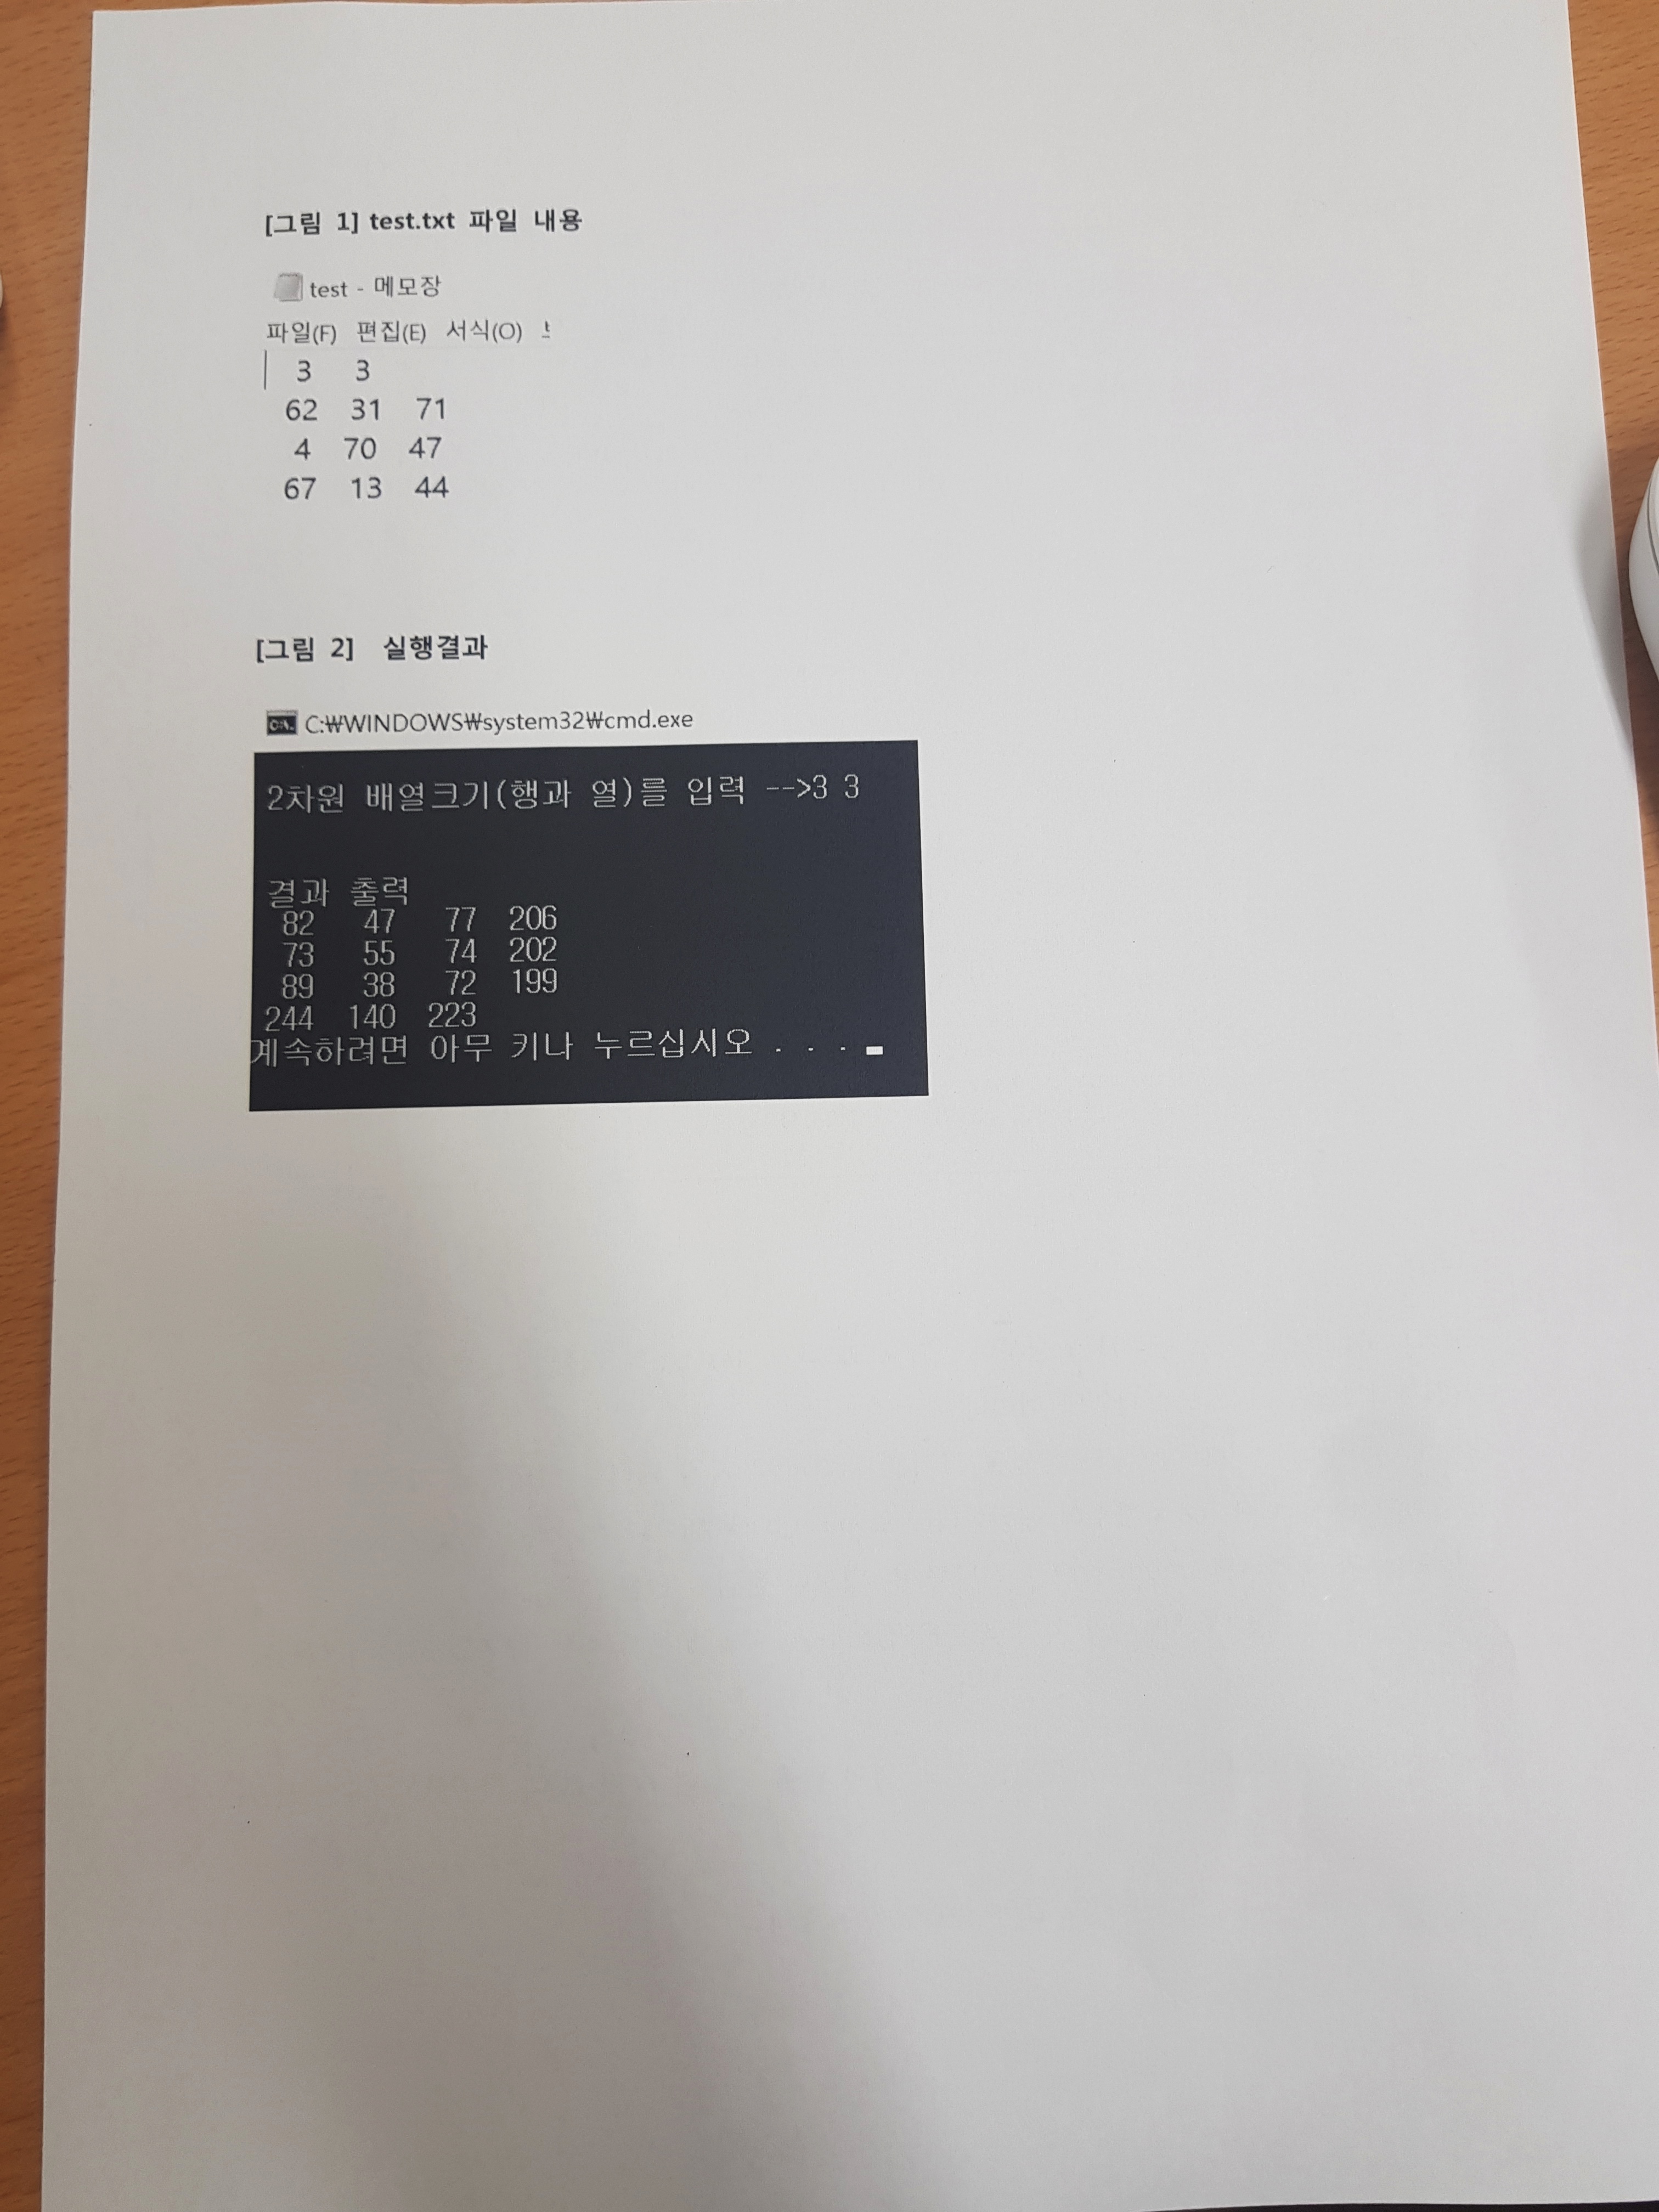 [그림 1] test.txt 파일 내용
test - 메모장
파일(F) 편집(E) 서식(O)
3 3
62 31 71
4 70 47
67 13 44
[그림 2] 실행결과
C:₩WINDOWS₩system32₩cmd.exe
2차원 배열크기(행과 열)를 입력 -->3 3
결과 출력
82 47 77 206
73 55 74 202
89 38 72 199
244 140 223
계속하려면 아무 키나 누르십시오 . . .